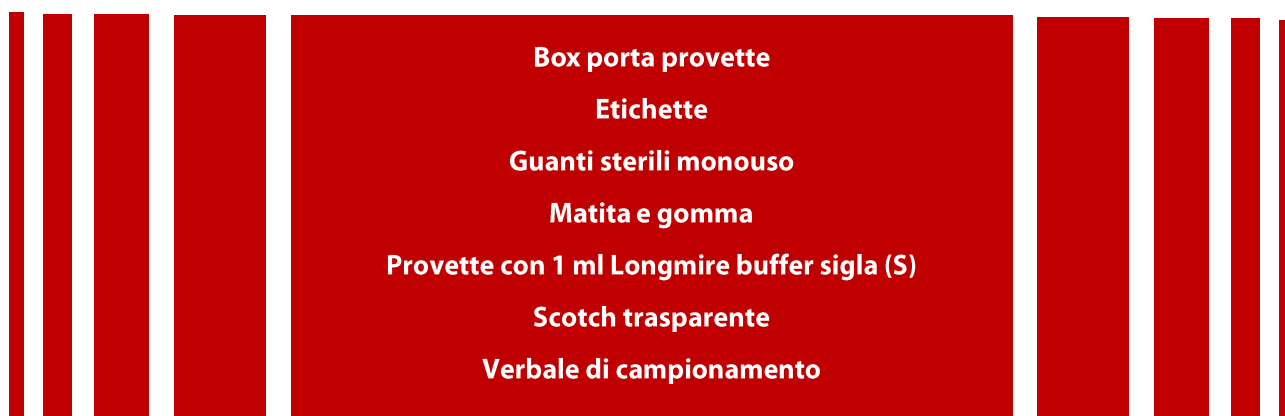 Box porta provette
Etichette
Guanti sterili monouso
Matita e gomma
Provette con 1 ml Longmire buffer sigla (S)
Scotch trasparente
Verbale di campionamento